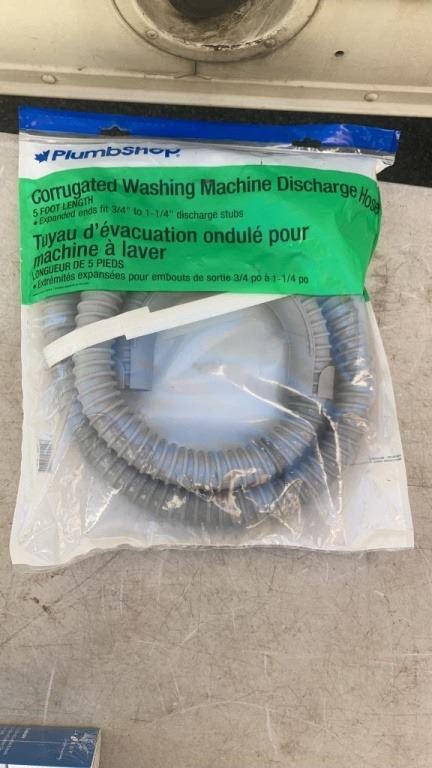 PlumbShop
Corrugated Washing Machine Discharge Hose
5 FOOT LENGTH
• Expanded ends fit 3/4" to 1-1/4" discharge stubs
Tuyau d'évacuation ondulé pour
machine à laver
LONGUEUR DE 5 PIEDS
• Extrémités expansées pour embouts de sortie 3/4 po à 1-1/4 po